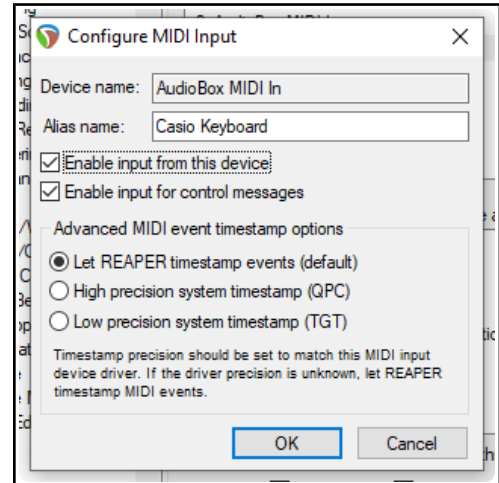 Configure MIDI Input
Device name: AudioBox MIDI In
Alias name: Casio Keyboard
Enable input from this device
Enable input for control messages
Advanced MIDI event timestamp options
Let REAPER timestamp events (default)
High precision system timestamp (QPC)
Low precision system timestamp (TGT)
Timestamp precision should be set to match this MIDI input
device driver. If the driver precision is unknown, let REAPER
timestamp MIDI events.
OK Cancel